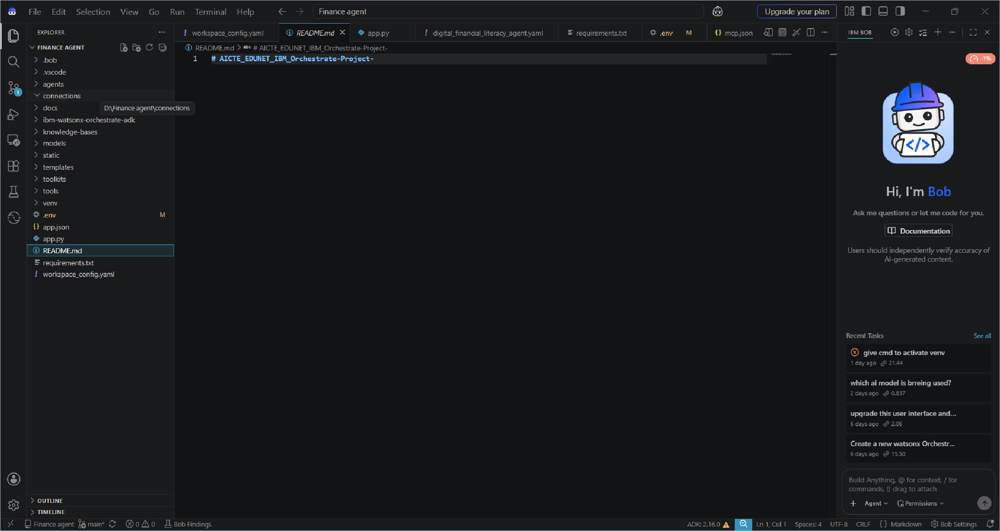 File Edit Selection View Go Run Terminal Help
Finance agent
Upgrade your plan
EXPLORER
FINANCE AGENT
.bob
.vscode
agents
connections
docs
D:\Finance agent\connections
ibm-watsonx-orchestrate-adk
knowledge-bases
models
static
templates
toolkits
tools
venv
.env M
app.json
app.py
README.md
requirements.txt
workspace_config.yaml
OUTLINE
TIMELINE
workspace_config.yaml
README.md
app.py
digital_financial_literacy_agent.yaml
requirements.txt
.env M
mcp.json
README.md > abc # AICTE_EDUNET_IBM_Orchestrate-Project-
1 # AICTE_EDUNET_IBM_Orchestrate-Project-
IBM BOB
-1%
Hi, I'm Bob
Ask me questions or let me code for you.
Documentation
Users should independently verify accuracy of
AI-generated content.
Recent Tasks See all
give cmd to activate venv
1 day ago 21.44
which ai model is brreing used?
2 days ago 0.837
upgrade this user interface and...
6 days ago 2.06
Create a new watsonx Orchestr...
6 days ago 15.50
Build Anything, @ for context, / for
commands, ⇧ drag to attach
Agent Permissions
Finance agent main* 0 0 Bob Findings
1
ADK: 2.16.0 Ln 1, Col 1 Spaces: 4 UTF-8 CRLF {} Markdown Bob Settings